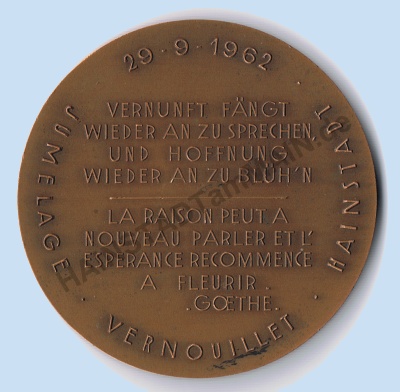 29·9·1962
VERNUNFT FÄNGT
WIEDER AN ZU SPRECHEN,
UND HOFFNUNG
WIEDER AN ZU BLÜH'N
LA RAISON PEUT A
NOUVEAU PARLER ET L'
ESPERANCE RECOMMENCE
A FLEURIR.
.GOETHE.
JUMELAGE · VERNOUILLET · HAINSTADT